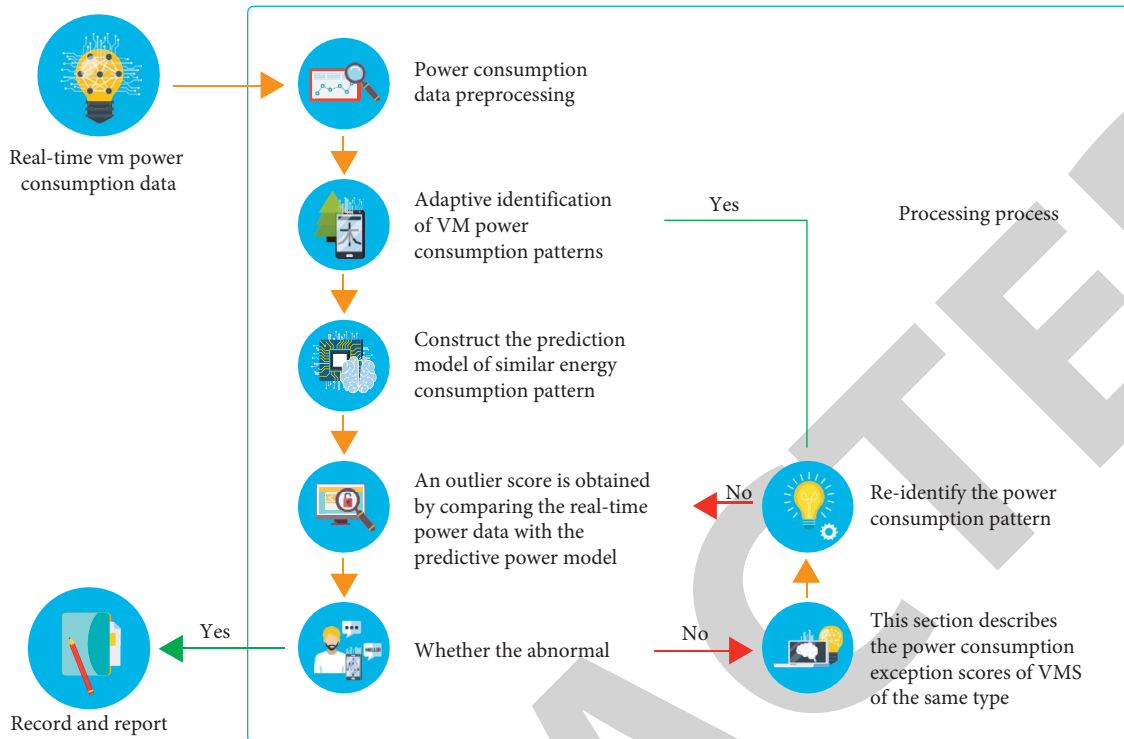 Real-time vm power
consumption data
Power consumption
data preprocessing
Adaptive identification
of VM power
consumption patterns
Yes
Processing process
Construct the prediction
model of similar energy
consumption pattern
An outlier score is obtained
by comparing the real-time
power data with the
predictive power model
No
Re-identify the power
consumption pattern
Whether the abnormal
No
This section describes
the power consumption
exception scores of VMS
of the same type
Yes
Record and report
HELLO!